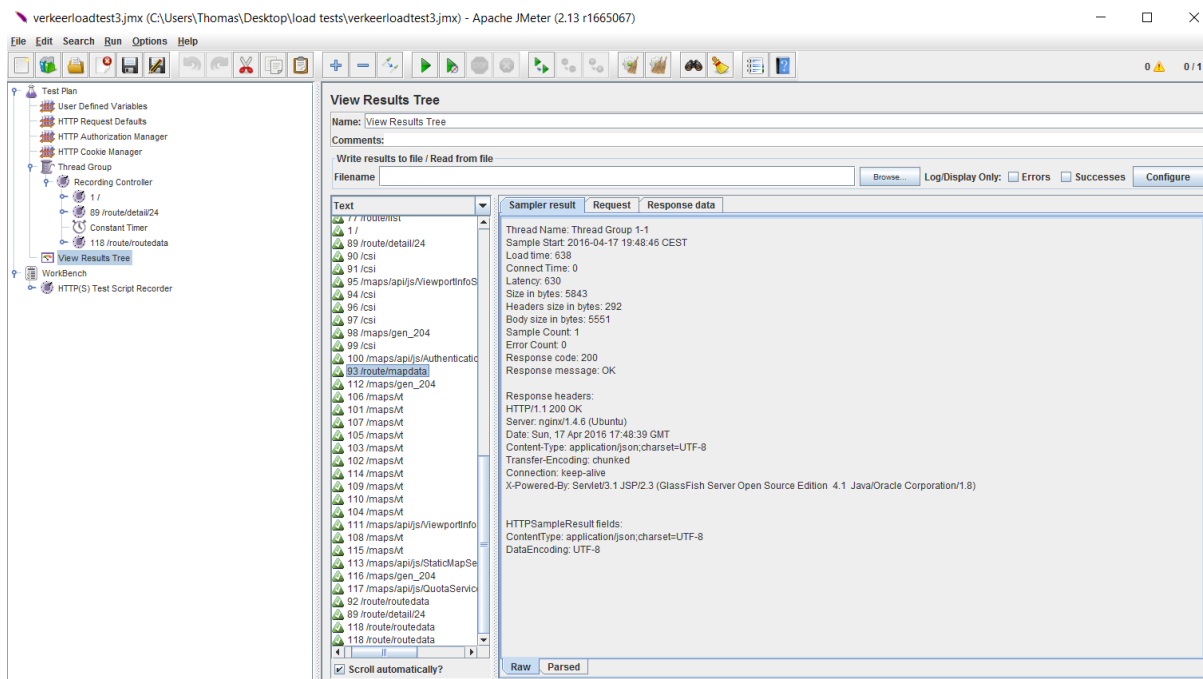 verkeerloadtest3.jmx (C:\Users\Thomas\Desktop\load tests\verkeerloadtest3.jmx) - Apache JMeter (2.13 r1665067)
File Edit Search Run Options Help
0 0/1
Test Plan
User Defined Variables
HTTP Request Defaults
HTTP Authorization Manager
HTTP Cookie Manager
Thread Group
Recording Controller
1 /
89 /route/detail/24
Constant Timer
118 /route/routedata
View Results Tree
WorkBench
HTTP(S) Test Script Recorder
View Results Tree
Name: View Results Tree
Comments:
Write results to file / Read from file
Filename Browse... Log/Display Only: Errors Successes Configure
Text
77 /route/list
1 /
89 /route/detail/24
90 /csi
91 /csi
95 /maps/api/js/ViewportInfoS
94 /csi
96 /csi
97 /csi
98 /maps/gen_204
99 /csi
100 /maps/api/js/Authenticatio
93 /route/mapdata
112 /maps/gen_204
106 /maps/vt
101 /maps/vt
107 /maps/vt
105 /maps/vt
103 /maps/vt
102 /maps/vt
114 /maps/vt
109 /maps/vt
110 /maps/vt
104 /maps/vt
111 /maps/api/js/ViewportInfo
108 /maps/vt
115 /maps/vt
113 /maps/api/js/StaticMapSe
116 /maps/gen_204
117 /maps/api/js/QuotaService
92 /route/routedata
89 /route/detail/24
118 /route/routedata
118 /route/routedata
Scroll automatically?
Sampler result Request Response data
Thread Name: Thread Group 1-1
Sample Start: 2016-04-17 19:48:46 CEST
Load time: 638
Connect Time: 0
Latency: 630
Size in bytes: 5843
Headers size in bytes: 292
Body size in bytes: 5551
Sample Count: 1
Error Count: 0
Response code: 200
Response message: OK
Response headers:
HTTP/1.1 200 OK
Server: nginx/1.4.6 (Ubuntu)
Date: Sun, 17 Apr 2016 17:48:39 GMT
Content-Type: application/json;charset=UTF-8
Transfer-Encoding: chunked
Connection: keep-alive
X-Powered-By: Servlet/3.1 JSP/2.3 (GlassFish Server Open Source Edition 4.1 Java/Oracle Corporation/1.8)
HTTPSampleResult fields:
ContentType: application/json;charset=UTF-8
DataEncoding: UTF-8
Raw Parsed